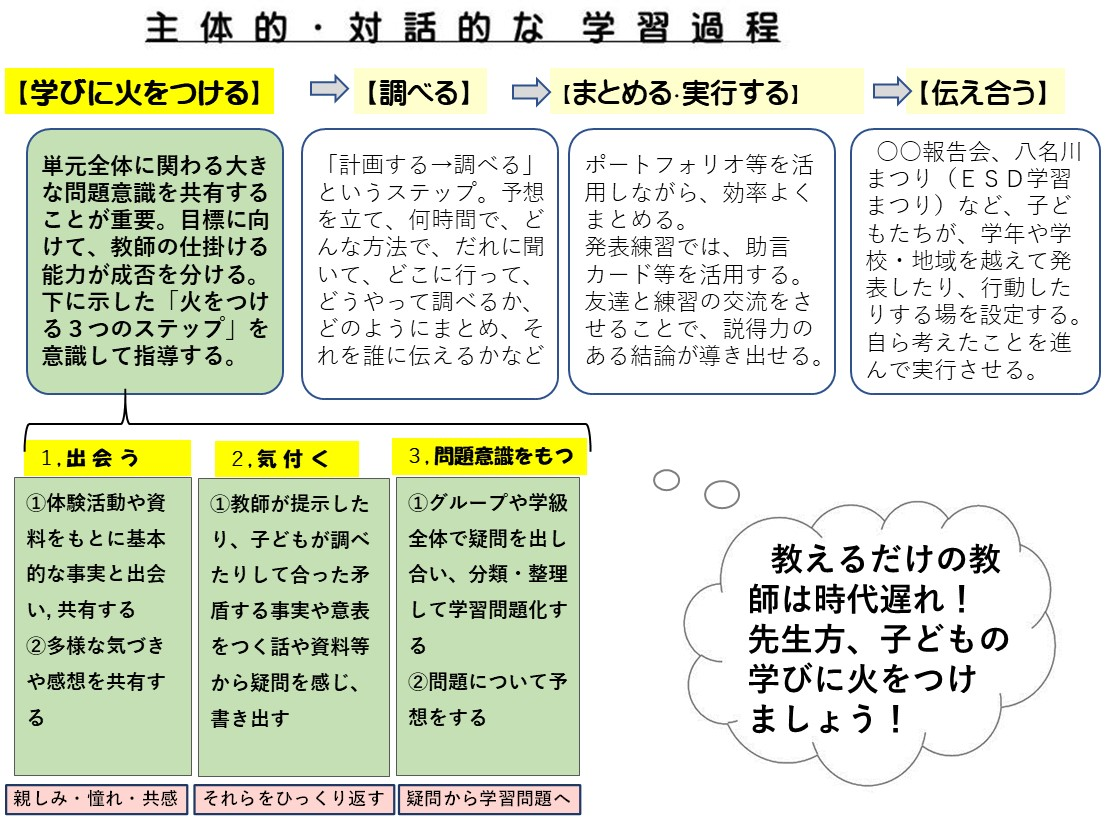 主体的・対話的な 学習過程
【学びに火をつける】
【調べる】
【まとめる・実行する】
【伝え合う】
単元全体に関わる大き
な問題意識を共有する
ことが重要。目標に向
けて、教師の仕掛ける
能力が成否を分ける。
下に示した「火をつけ
る３つのステップ」を
意識して指導する。
「計画する→調べる」
というステップ。予想
を立て、何時間で、ど
んな方法で、だれに聞
いて、どこに行って、
どうやって調べるか、
どのようにまとめ、そ
れを誰に伝えるかなど
ポートフォリオ等を活
用しながら、効率よく
まとめる。
発表練習では、助言
カード等を活用する。
友達と練習の交流をさ
せることで、説得力の
ある結論が導き出せる。
〇〇報告会、八名川
まつり（ＥＳＤ学習
まつり）など、子ど
もたちが、学年や学
校・地域を越えて発
表したり、行動した
りする場を設定する。
自ら考えたことを進
んで実行させる。
１,出会う
①体験活動や資
料をもとに基本
的な事実と出会
い,共有する
②多様な気づき
や感想を共有す
る
親しみ・憧れ・共感
２,気付く
①教師が提示した
り、子どもが調べ
たりして合った矛
盾する事実や意表
をつく話や資料等
から疑問を感じ、
書き出す
それらをひっくり返す
３,問題意識をもつ
①グループや学級
全体で疑問を出し
合い、分類・整理
して学習問題化す
る
②問題について予
想をする
疑問から学習問題へ
教えるだけの教
師は時代遅れ！
先生方、子どもの
学びに火をつけ
ましょう！